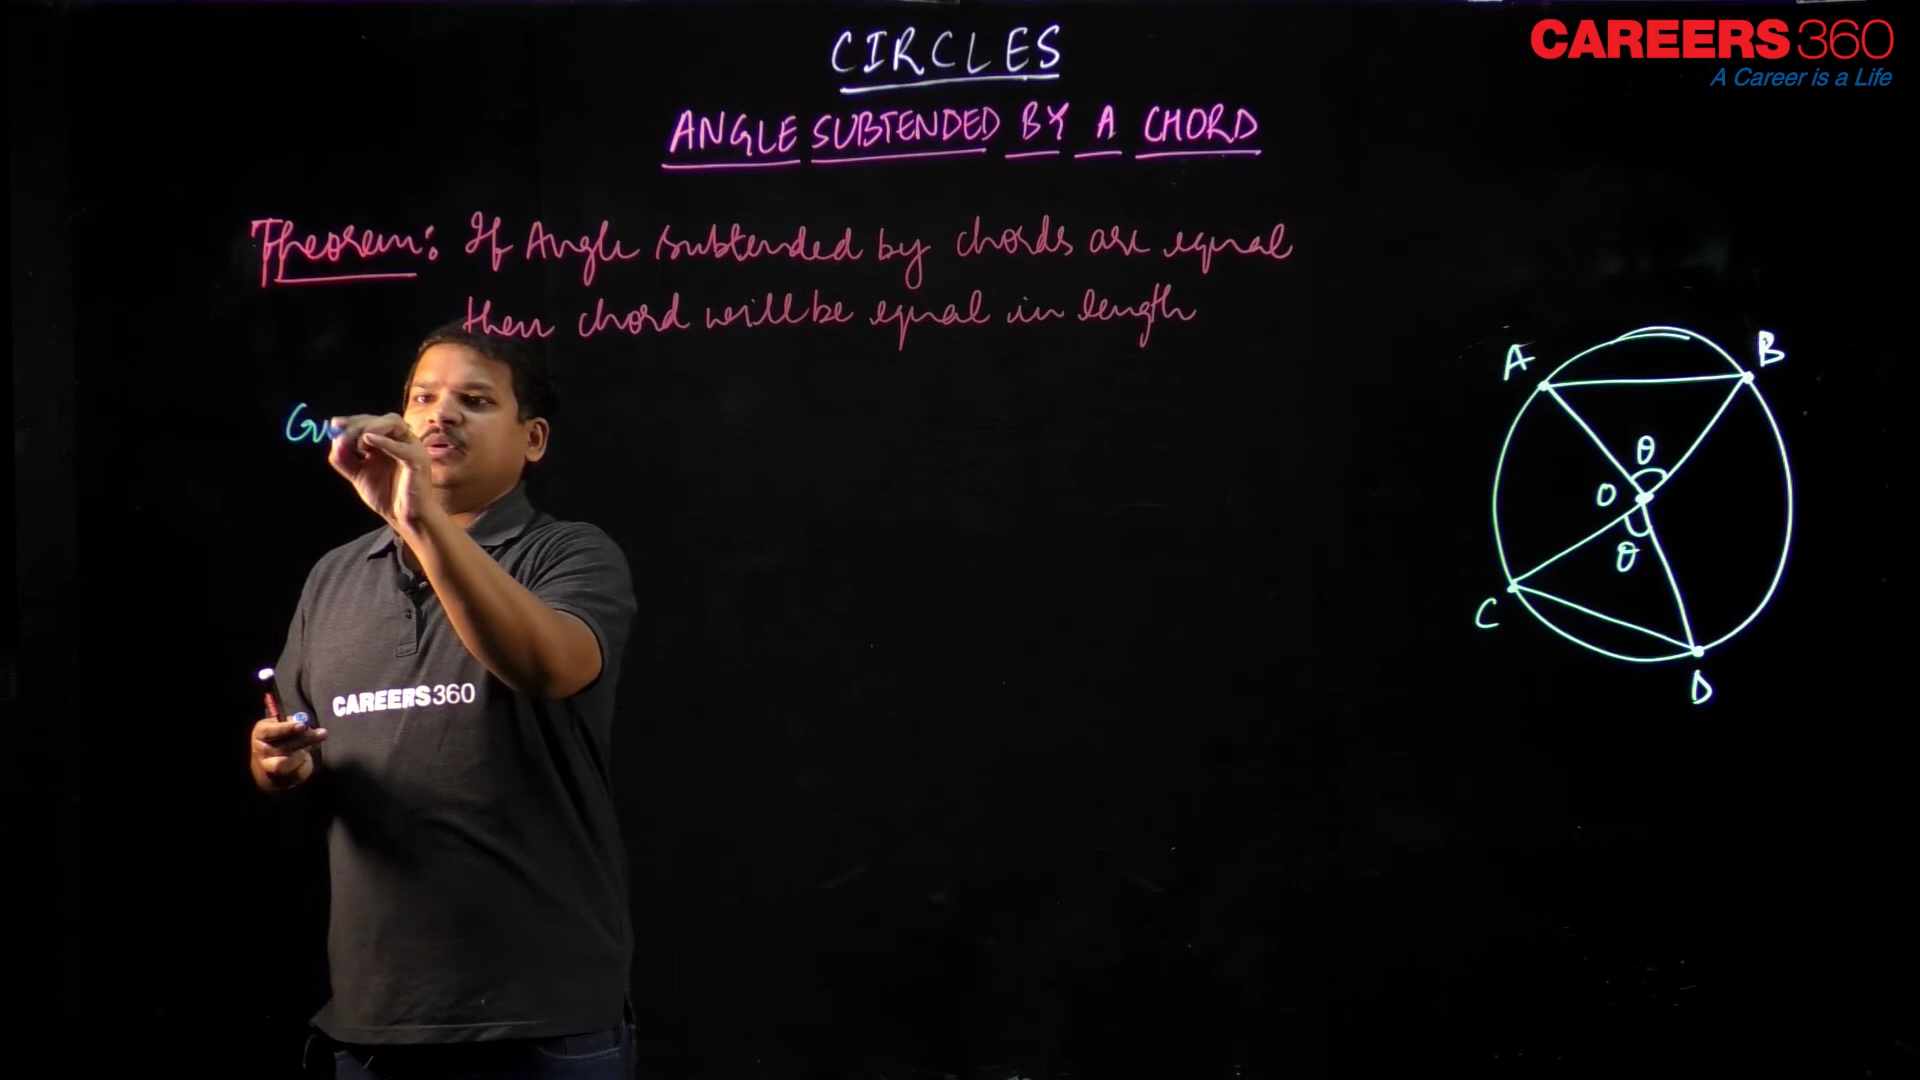 CIRCLES
CAREERS360
A Career is a Life
ANGLE SUBTENDED BY A CHORD
Theorem: If Angle subtended by chords are equal
then chord will be equal in length
A
B
θ
O
θ
C
D
CAREERS360